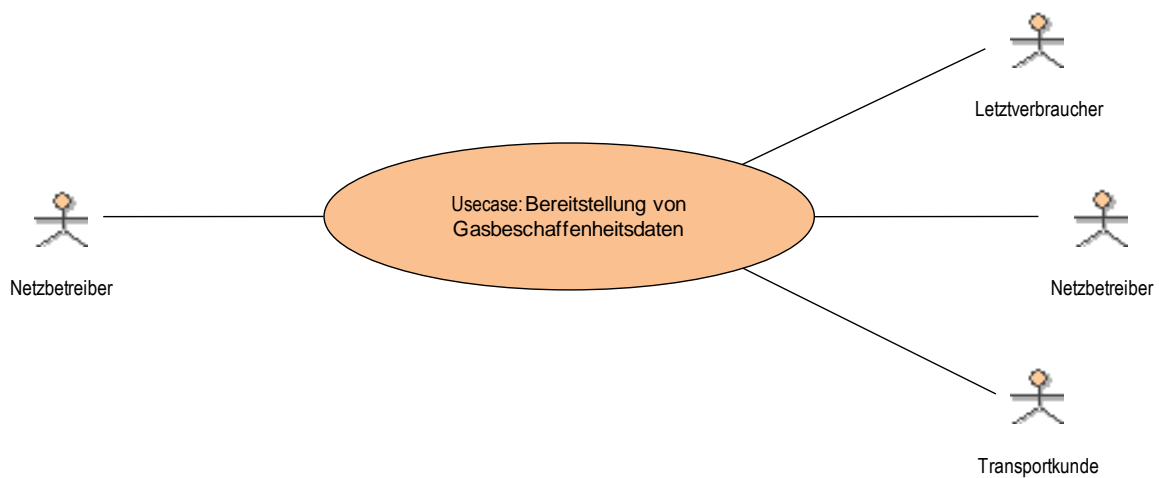 Letztverbraucher
Usecase: Bereitstellung von
Gasbeschaffenheitsdaten
Netzbetreiber
Netzbetreiber
Transportkunde